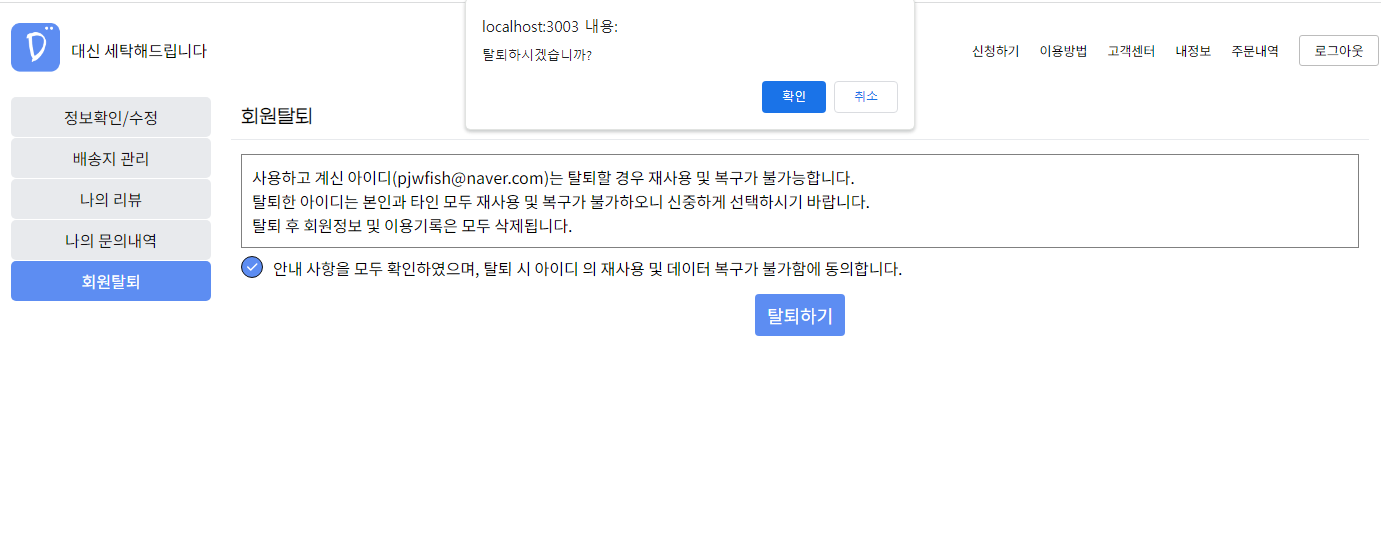 localhost:3003 내용:
탈퇴하시겠습니까?
확인
취소
D
대신 세탁해드립니다
신청하기
이용방법
고객센터
내정보
주문내역
로그아웃
정보확인/수정
배송지 관리
나의 리뷰
나의 문의내역
회원탈퇴
회원탈퇴
사용하고 계신 아이디(pjwfish@naver.com)는 탈퇴할 경우 재사용 및 복구가 불가능합니다.
탈퇴한 아이디는 본인과 타인 모두 재사용 및 복구가 불가하오니 신중하게 선택하시기 바랍니다.
탈퇴 후 회원정보 및 이용기록은 모두 삭제됩니다.
안내 사항을 모두 확인하였으며, 탈퇴 시 아이디 의 재사용 및 데이터 복구가 불가함에 동의합니다.
탈퇴하기